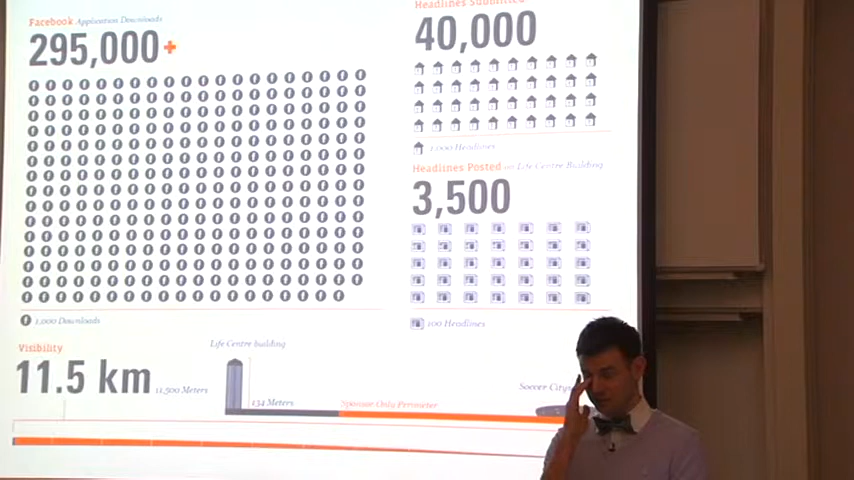 Facebook Application Downloads
295,000+
1,000 Downloads
Headlines Submitted
40,000
1,000 Headlines
Headlines Posted on Life Centre Building
3,500
100 Headlines
Visibility
11.5 km 11,500 Meters
Life Centre building
134 Meters
Sponsor Only Perimeter
Soccer City